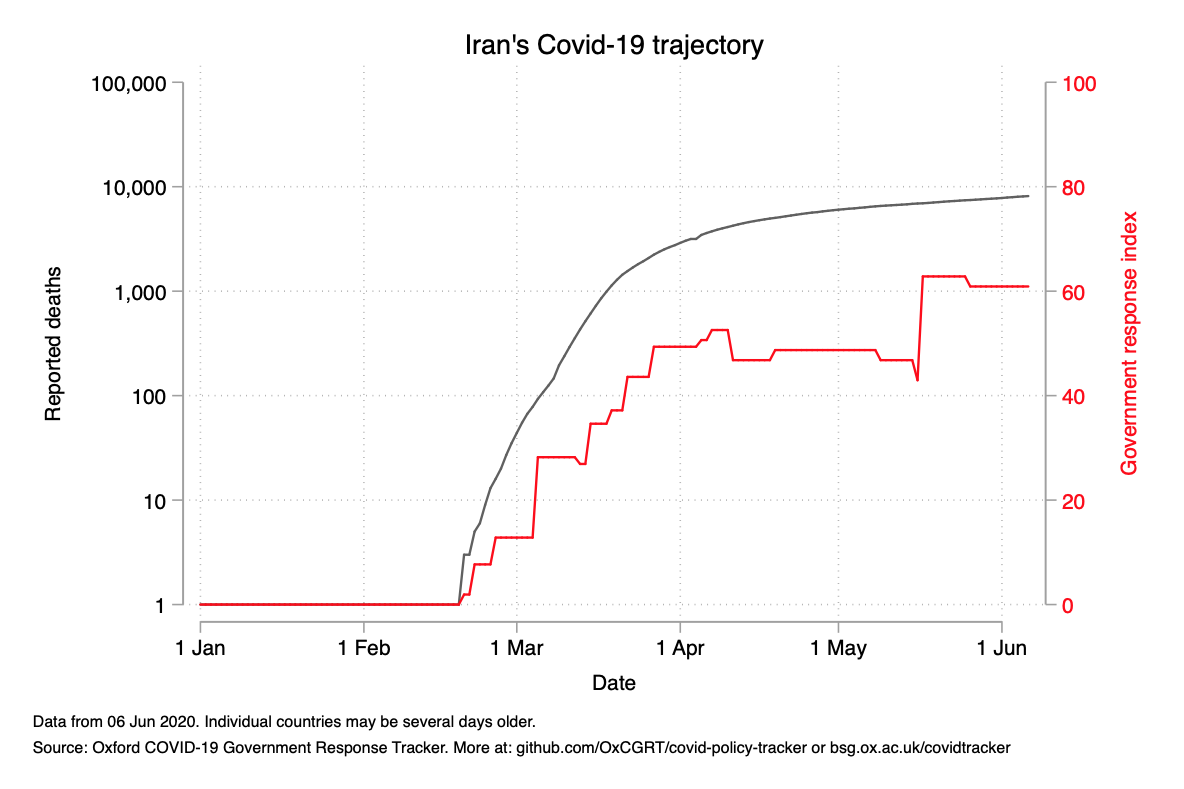 Iran's Covid-19 trajectory
100,000
10,000
1,000
100
10
1
Reported deaths
100
80
60
40
20
0
Government response index
1 Jan
1 Feb
1 Mar
1 Apr
1 May
1 Jun
Date
Data from 06 Jun 2020. Individual countries may be several days older.
Source: Oxford COVID-19 Government Response Tracker. More at: github.com/OxCGRT/covid-policy-tracker or bsg.ox.ac.uk/covidtracker